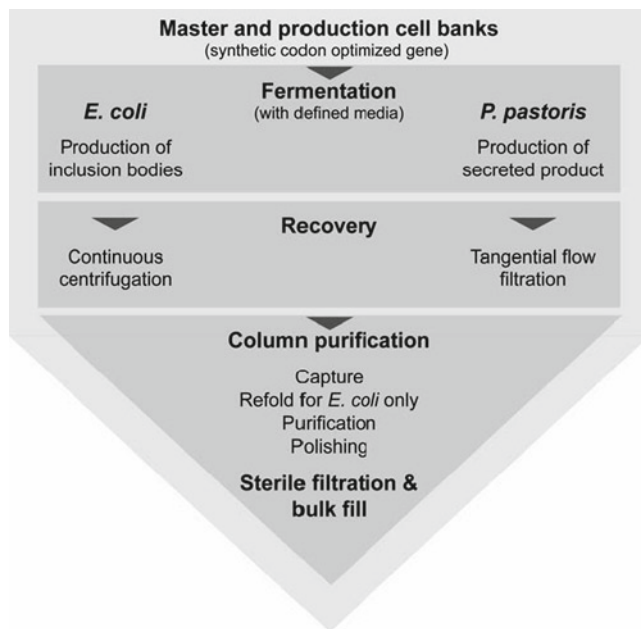 Master and production cell banks
(synthetic codon optimized gene)
Fermentation
(with defined media)
E. coli
Production of
inclusion bodies
P. pastoris
Production of
secreted product
Recovery
Continuous
centrifugation
Tangential flow
filtration
Column purification
Capture
Refold for E. coli only
Purification
Polishing
Sterile filtration &
bulk fill